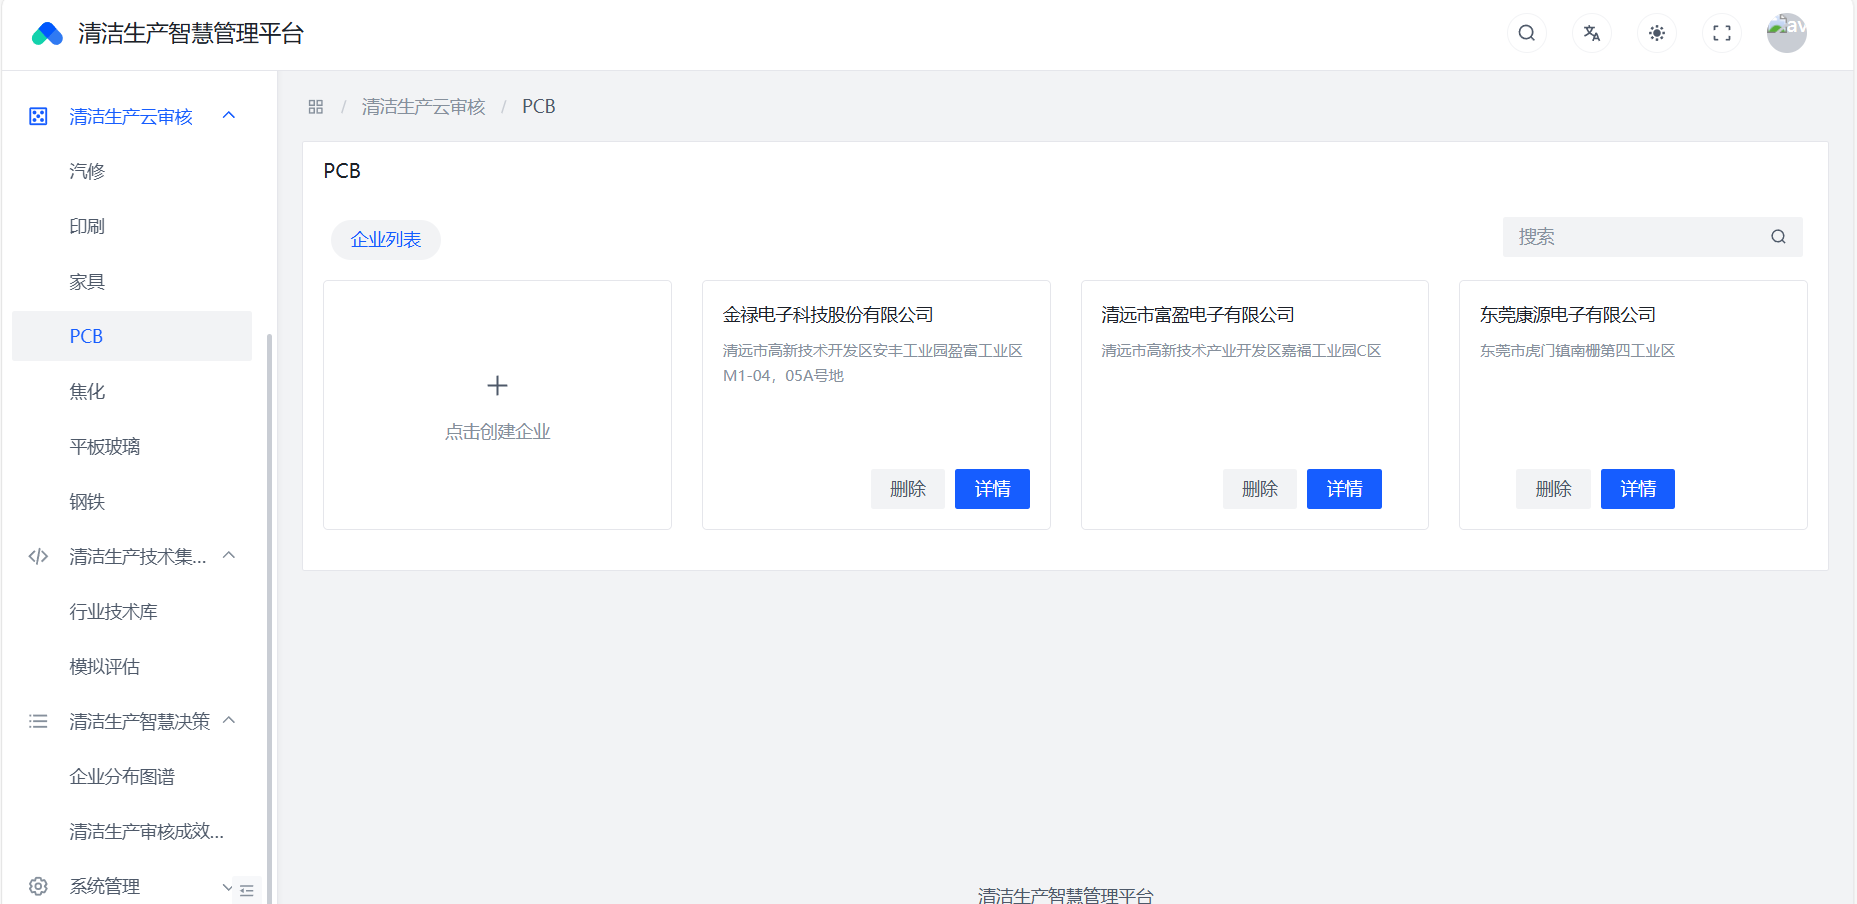 清洁生产智慧管理平台
av
清洁生产云审核
汽修
印刷
家具
PCB
焦化
平板玻璃
钢铁
清洁生产技术集...
行业技术库
模拟评估
清洁生产智慧决策
企业分布图谱
清洁生产审核成效...
系统管理
/ 清洁生产云审核 / PCB
PCB
企业列表
搜索
点击创建企业
金禄电子科技股份有限公司
清远市高新技术开发区安丰工业园盈富工业区
M1-04，05A号地
删除 详情
清远市富盈电子有限公司
清远市高新技术产业开发区嘉福工业园C区
删除 详情
东莞康源电子有限公司
东莞市虎门镇南栅第四工业区
删除 详情
清洁生产智慧管理平台